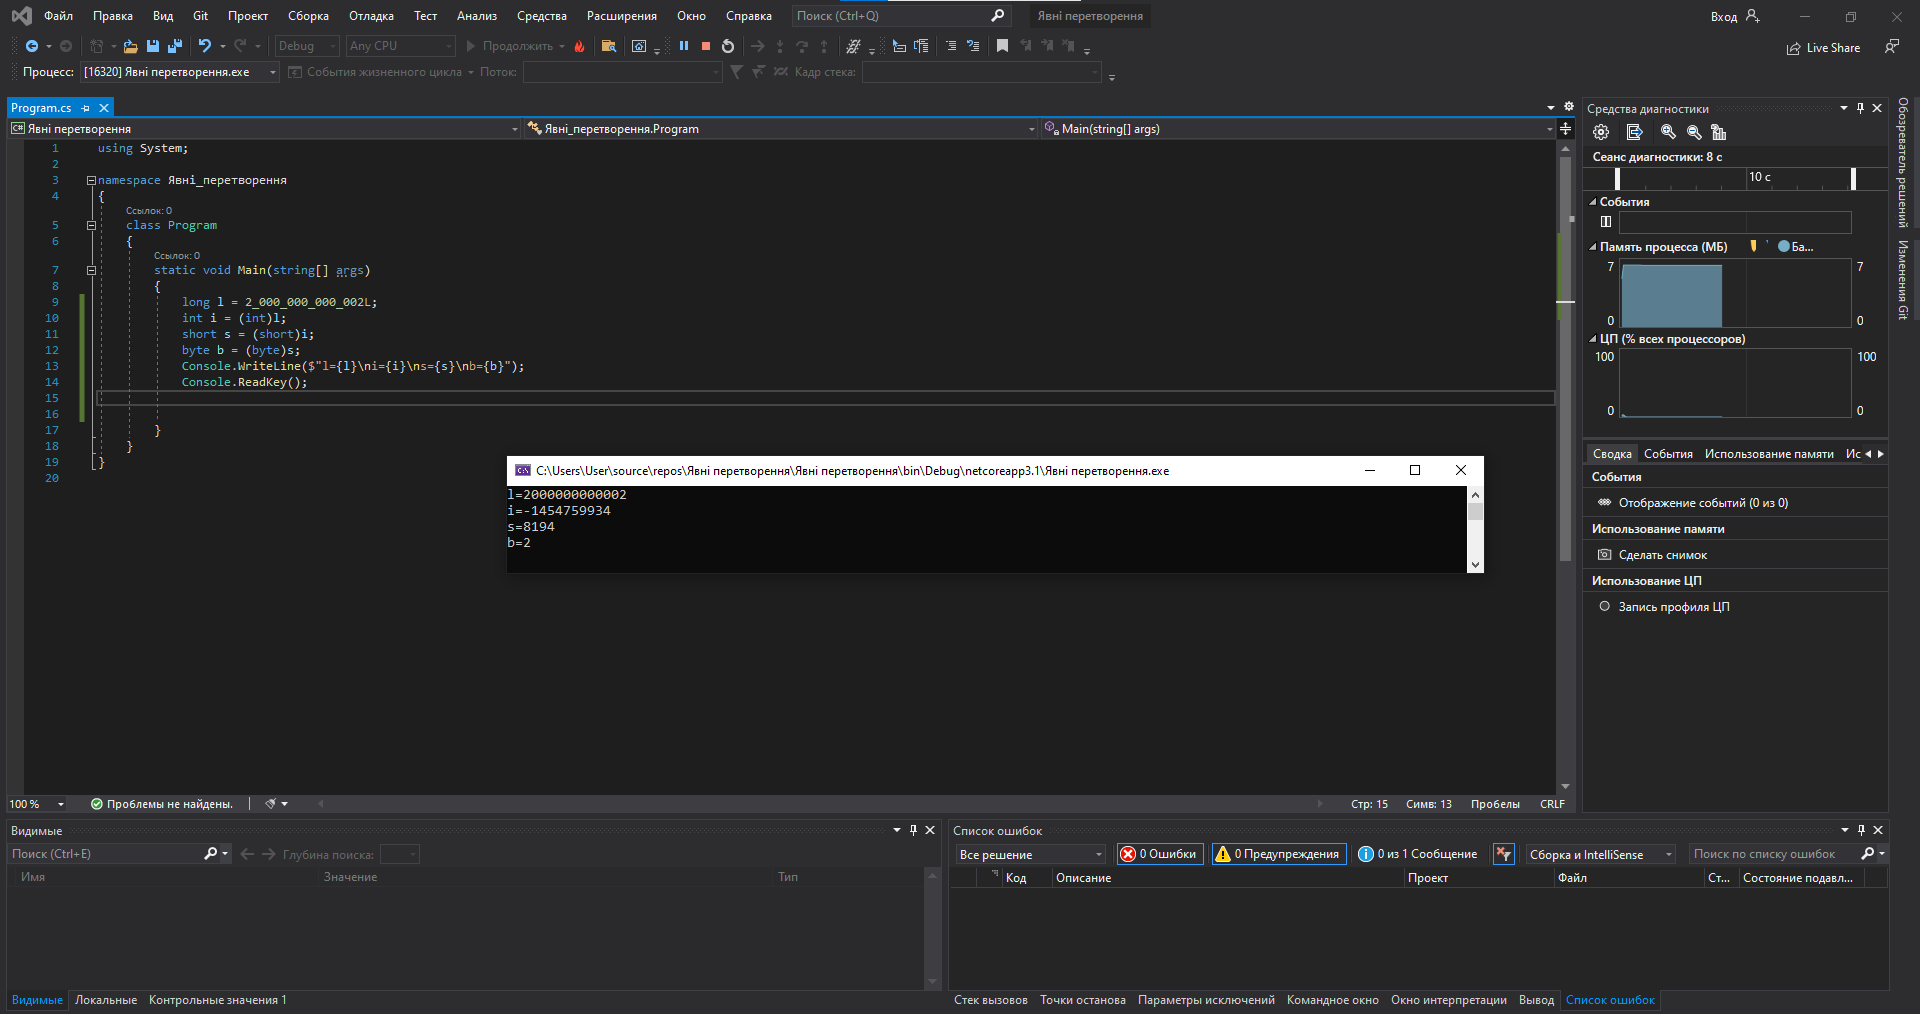 Файл Правка Вид Git Проект Сборка Отладка Тест Анализ Средства Расширения Окно Справка Поиск (Ctrl+Q) Явні перетворення Вход
Debug Any CPU Продолжить Live Share
Процесс: [16320] Явні перетворення.exe События жизненного цикла Поток: Кадр стека:
Program.cs
C# Явні перетворення Явні_перетворення.Program Main(string[] args)
1 using System;
2
3 namespace Явні_перетворення
4 {
Ссылок: 0
5 class Program
6 {
Ссылок: 0
7 static void Main(string[] args)
8 {
9 long l = 2_000_000_000_002L;
10 int i = (int)l;
11 short s = (short)i;
12 byte b = (byte)s;
13 Console.WriteLine($"l={l}\ni={i}\ns={s}\nb={b}");
14 Console.ReadKey();
15
16
17 }
18 }
19 }
20
C:\Users\User\source\repos\Явні перетворення\Явні перетворення\bin\Debug\netcoreapp3.1\Явні перетворення.exe
l=2000000000002
i=-1454759934
s=8194
b=2
100 % Проблемы не найдены. Стр: 15 Симв: 13 Пробелы CRLF
Средства диагностики
Сеанс диагностики: 8 с
10 с
События
Память процесса (МБ) Ба...
7 7
0 0
ЦП (% всех процессоров)
100 100
0 0
Сводка События Использование памяти Ис
События
Отображение событий (0 из 0)
Использование памяти
Сделать снимок
Использование ЦП
Запись профиля ЦП
Обозреватель решений
Изменения Git
Видимые
Поиск (Ctrl+E) Глубина поиска:
Имя Значение Тип
Видимые Локальные Контрольные значения 1
Список ошибок
Все решение 0 Ошибки 0 Предупреждения 0 из 1 Сообщение Сборка и IntelliSense Поиск по списку ошибок
Код Описание Проект Файл Ст... Состояние подавл...
Стек вызовов Точки останова Параметры исключений Командное окно Окно интерпретации Вывод Список ошибок